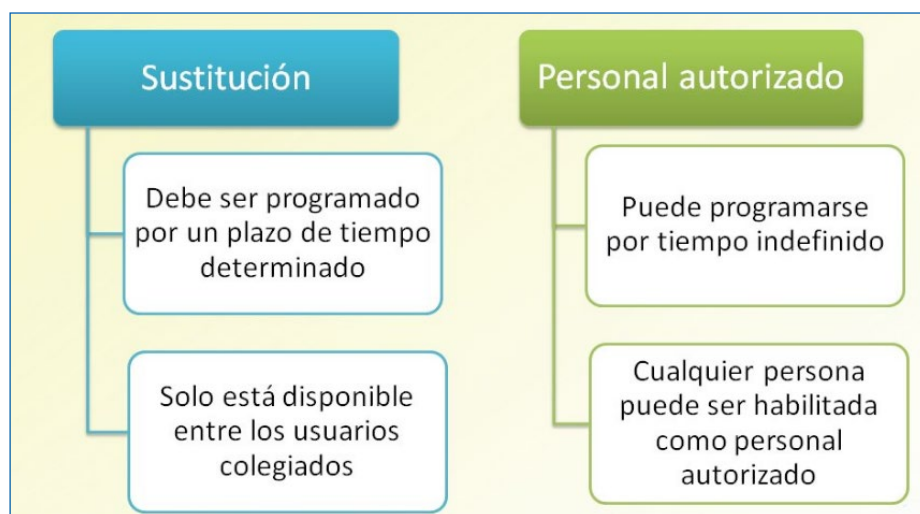 Sustitución
Debe ser programado
por un plazo de tiempo
determinado
Solo está disponible
entre los usuarios
colegiados
Personal autorizado
Puede programarse
por tiempo indefinido
Cualquier persona
puede ser habilitada
como personal
autorizado